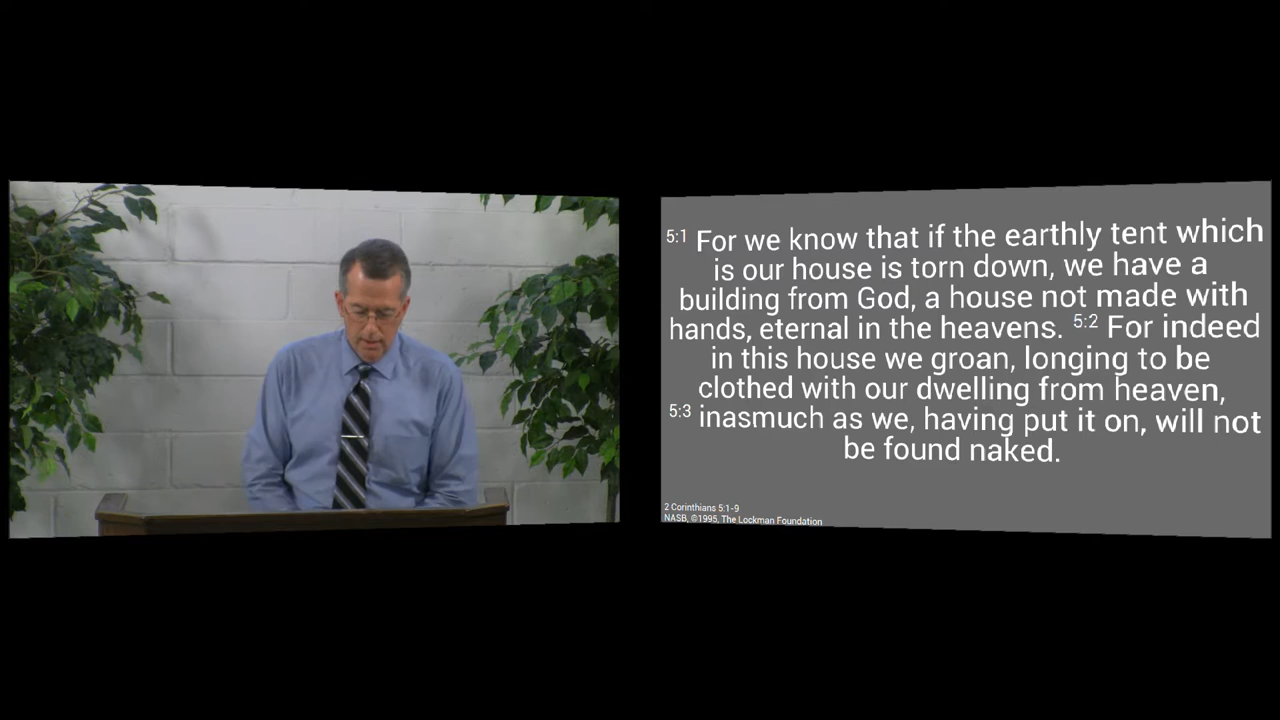 5:1 For we know that if the earthly tent which
is our house is torn down, we have a
building from God, a house not made with
hands, eternal in the heavens. 5:2 For indeed
in this house we groan, longing to be
clothed with our dwelling from heaven,
5:3 inasmuch as we, having put it on, will not
be found naked.
2 Corinthians 5:1-9
NASB, ©1995, The Lockman Foundation